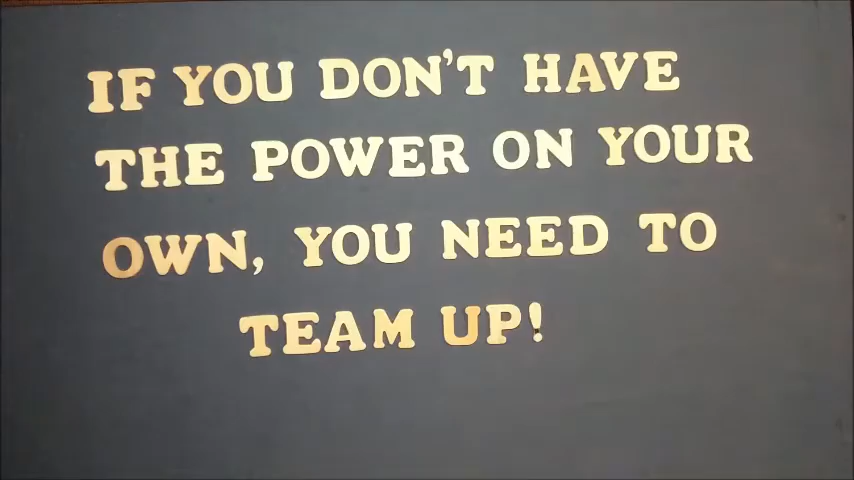 IF YOU DON'T HAVE
THE POWER ON YOUR
OWN, YOU NEED TO
TEAM UP!